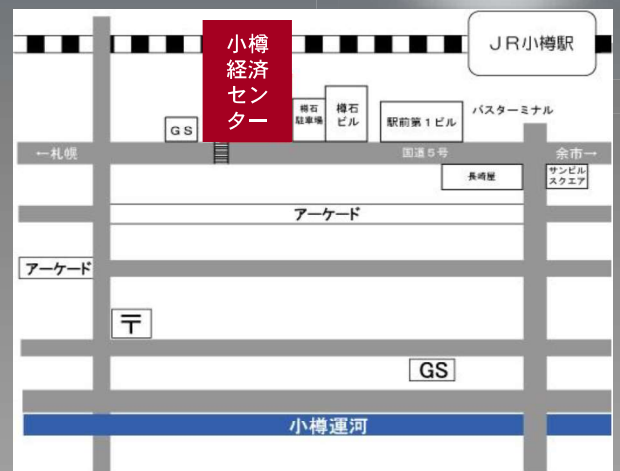 小樽
経済
セン
ター
JR小樽駅
樽石
駐車場
樽石
ビル
駅前第1ビル
バスターミナル
GS
←札幌
国道5号
余市→
長崎屋
サンビル
スクエア
アーケード
アーケード
〒
GS
小樽運河